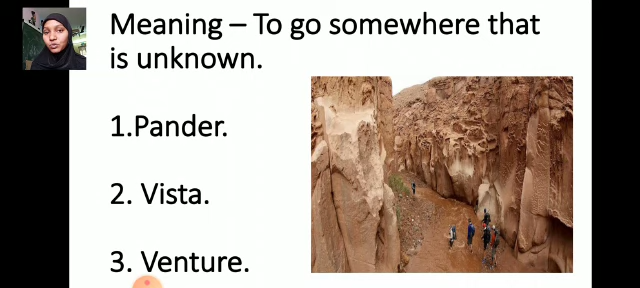 Meaning – To go somewhere that
is unknown.
1.Pander.
2. Vista.
3. Venture.